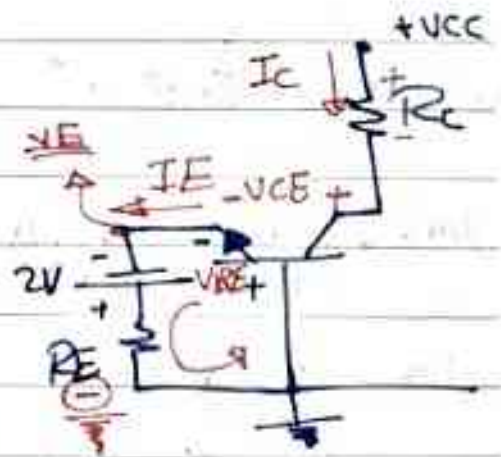 +VCC
IC
+
RC
-
VE
IE
-VCE +
-
-
2V
VBE+
+
RE
-